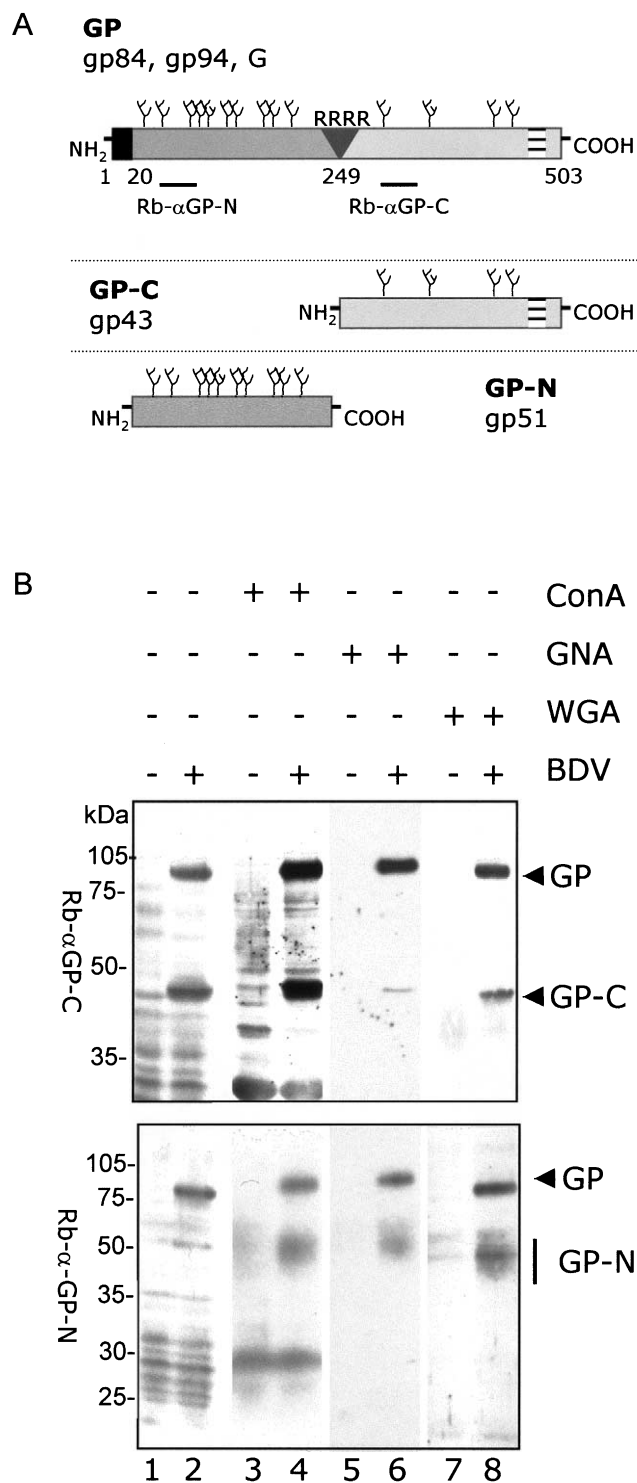 A
GP
gp84, gp94, G
RRRR
NH2 COOH
1 20 249 503
Rb-αGP-N Rb-αGP-C
GP-C
gp43
NH2 COOH
GP-N
gp51
NH2 COOH
B
- - + + - - - - ConA
- - - - + + - - GNA
- - - - - - + + WGA
- + - + - + - + BDV
kDa
105-
75-
50-
35-
Rb-αGP-C
GP
GP-C
105-
75-
50-
35-
30-
25-
Rb-α-GP-N
GP
GP-N
1 2 3 4 5 6 7 8